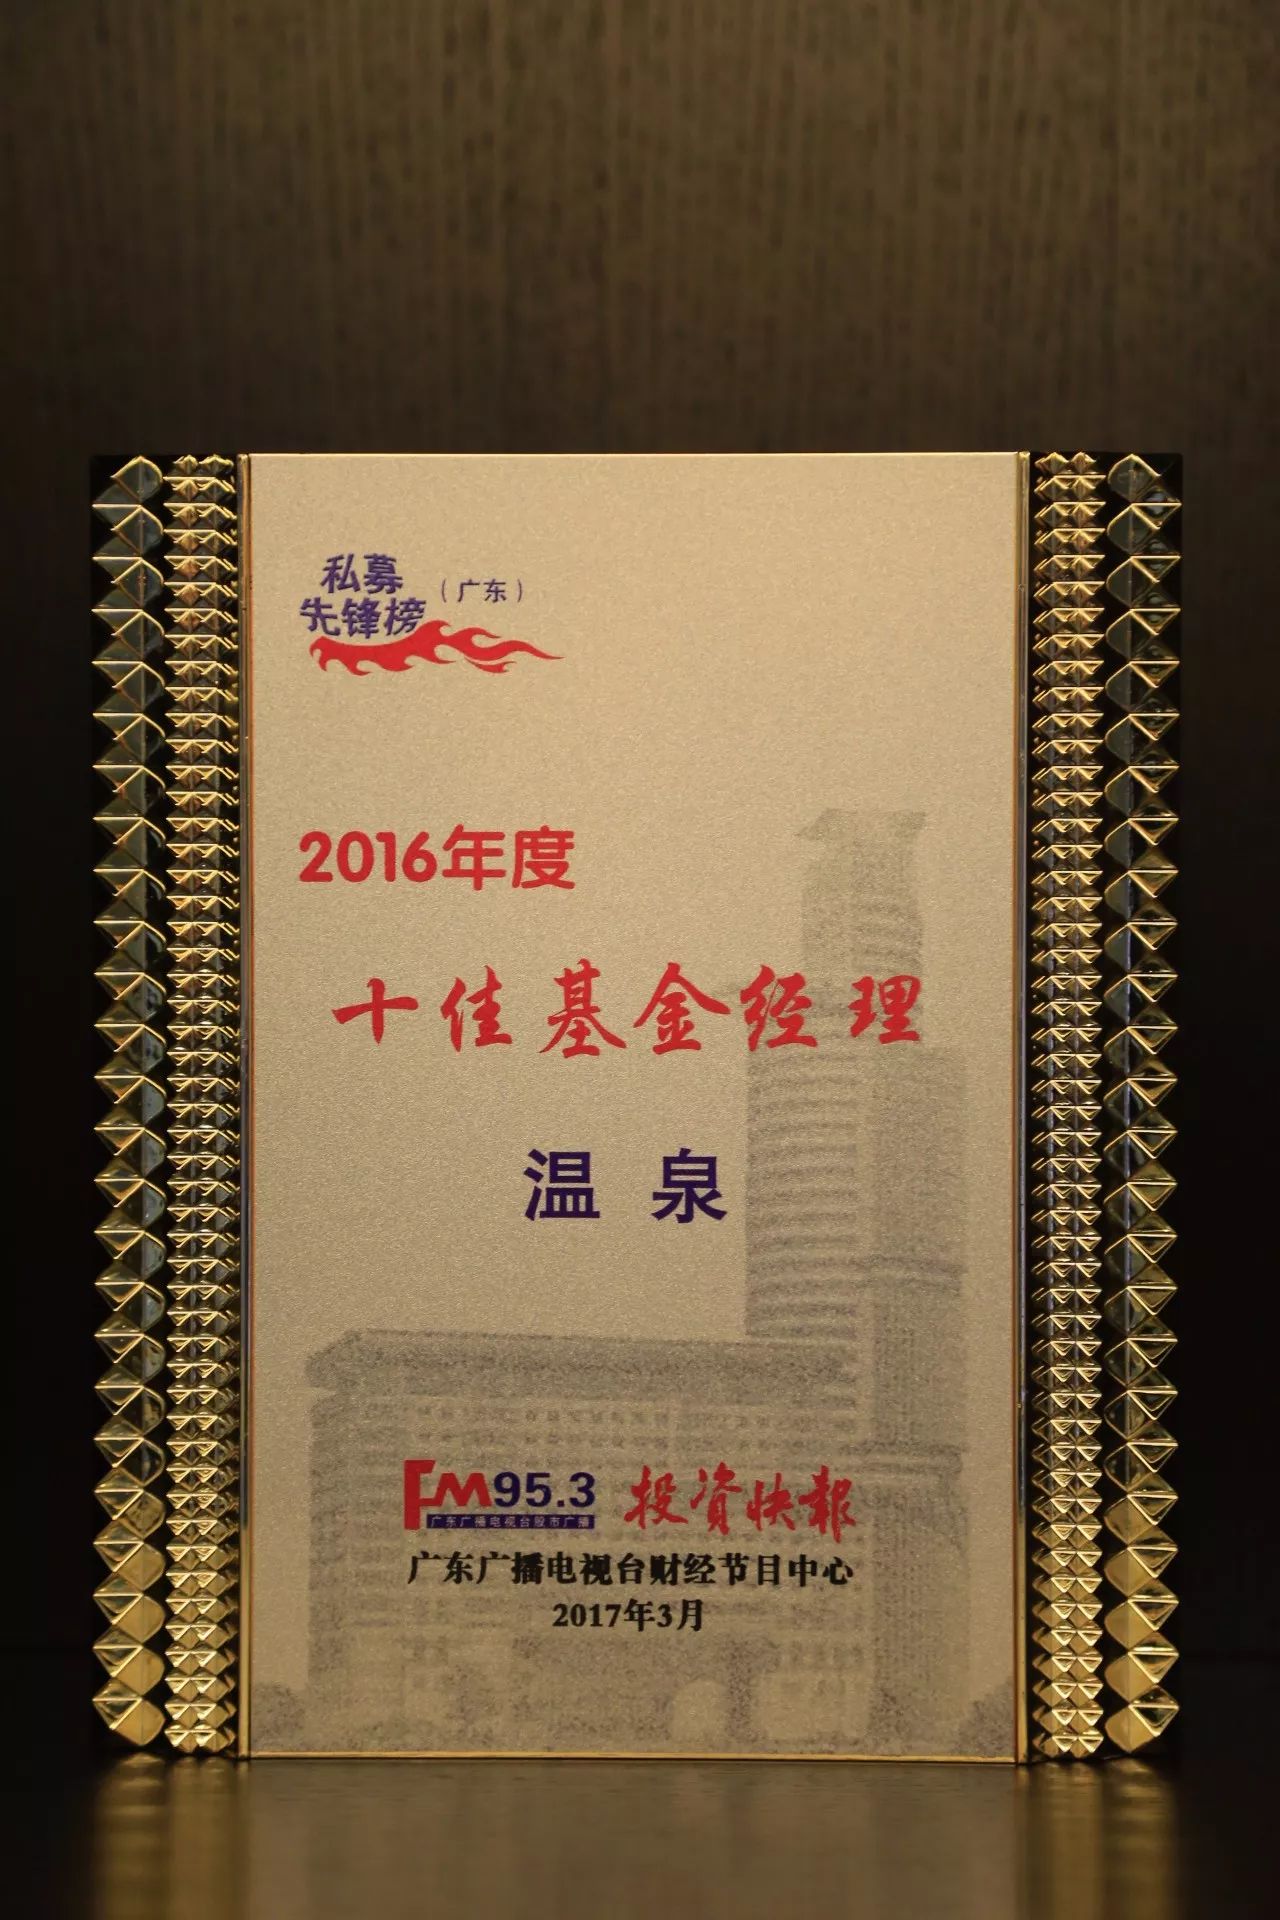 私募
先锋榜（广东）
2016年度
十佳基金经理
温泉
FM95.3 投资快報
广东广播电视台股市广播
广东广播电视台财经节目中心
2017年3月